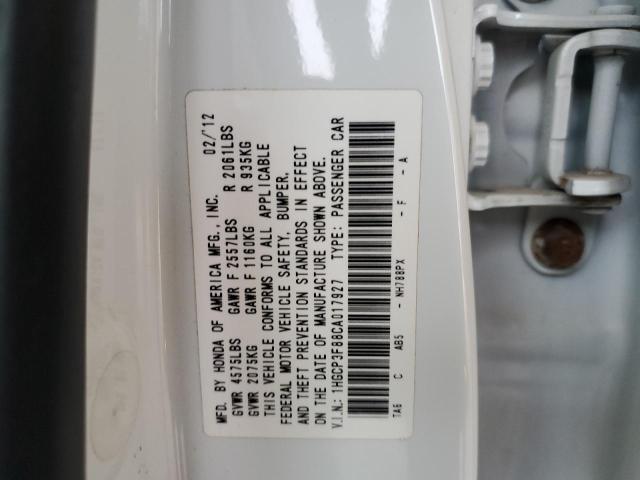 MFD. BY HONDA OF AMERICA MFG., INC. 02/'12
GVWR 4575LBS GAWR F 2557LBS R 2061LBS
GVWR 2075KG GAWR F 1160KG R 935KG
THIS VEHICLE CONFORMS TO ALL APPLICABLE
FEDERAL MOTOR VEHICLE SAFETY, BUMPER,
AND THEFT PREVENTION STANDARDS IN EFFECT
ON THE DATE OF MANUFACTURE SHOWN ABOVE.
V.I.N.: 1HGCP3F88CA017927 TYPE: PASSENGER CAR
TA6 C AB5 - NH788PX - F - A